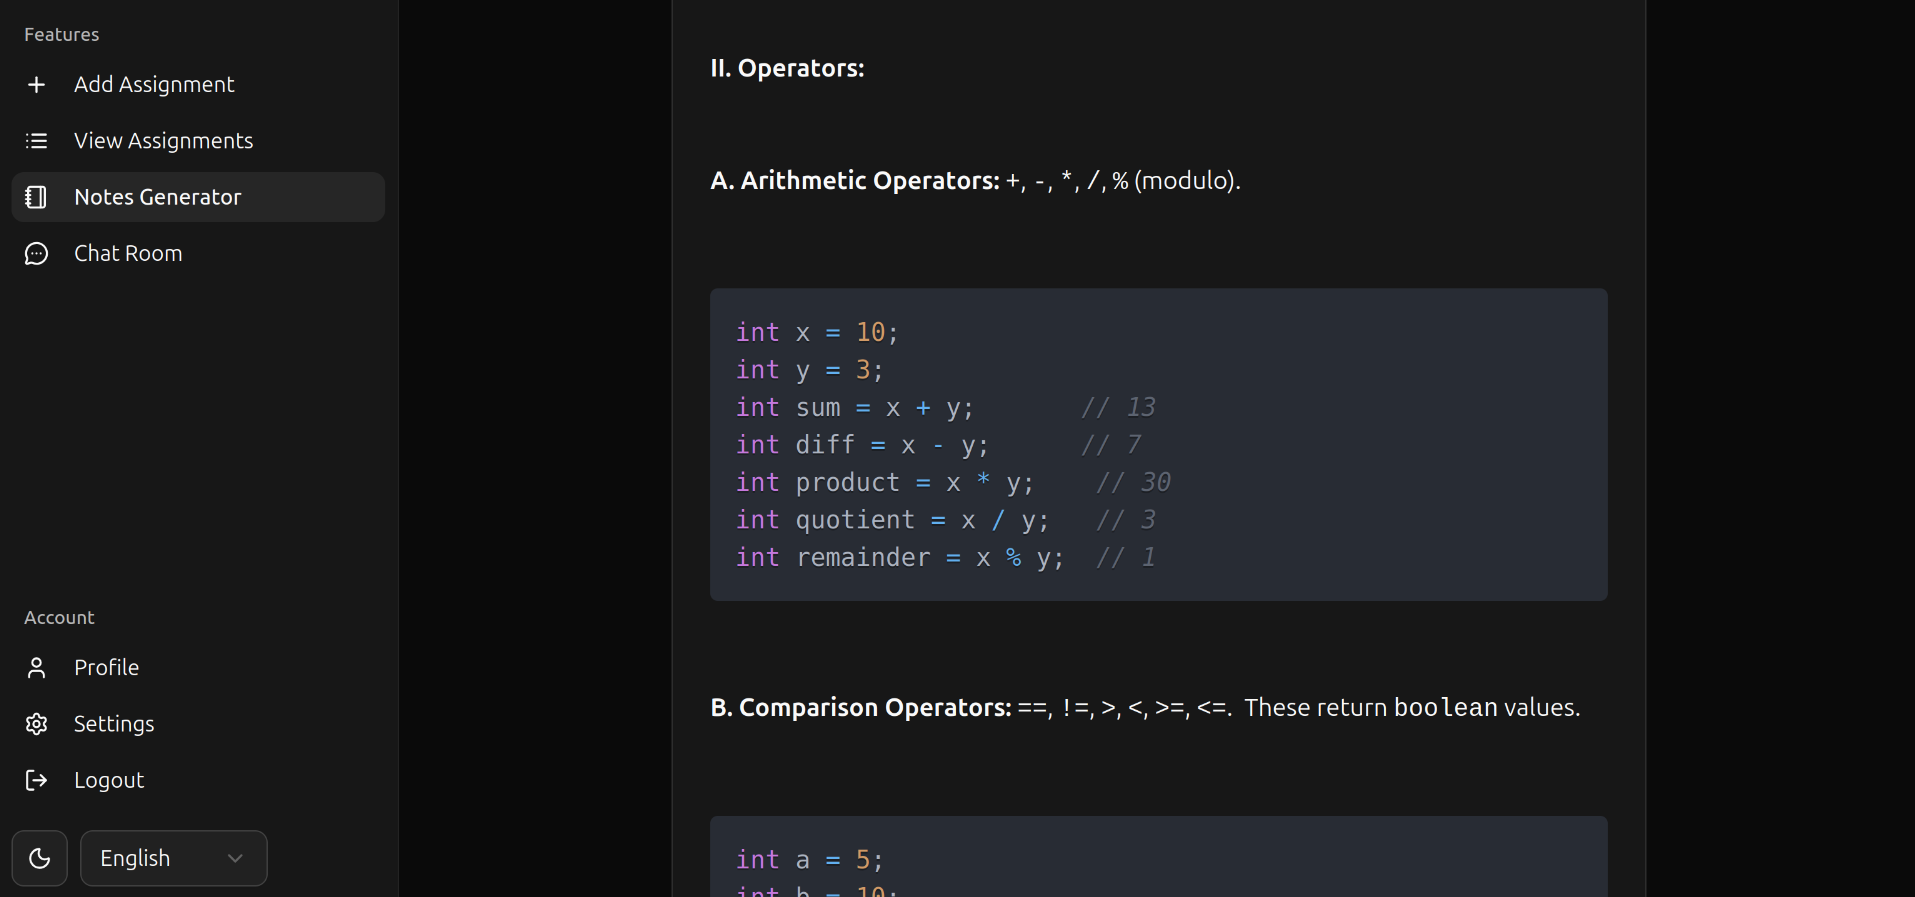 Features
Add Assignment
View Assignments
Notes Generator
Chat Room
Account
Profile
Settings
Logout
English
II. Operators:
A. Arithmetic Operators: +, -, *, /, % (modulo).
int x = 10;
int y = 3;
int sum = x + y;       // 13
int diff = x - y;      // 7
int product = x * y;    // 30
int quotient = x / y;   // 3
int remainder = x % y;  // 1
B. Comparison Operators: ==, !=, >, <, >=, <=.  These return boolean values.
int a = 5;
int b = 10;